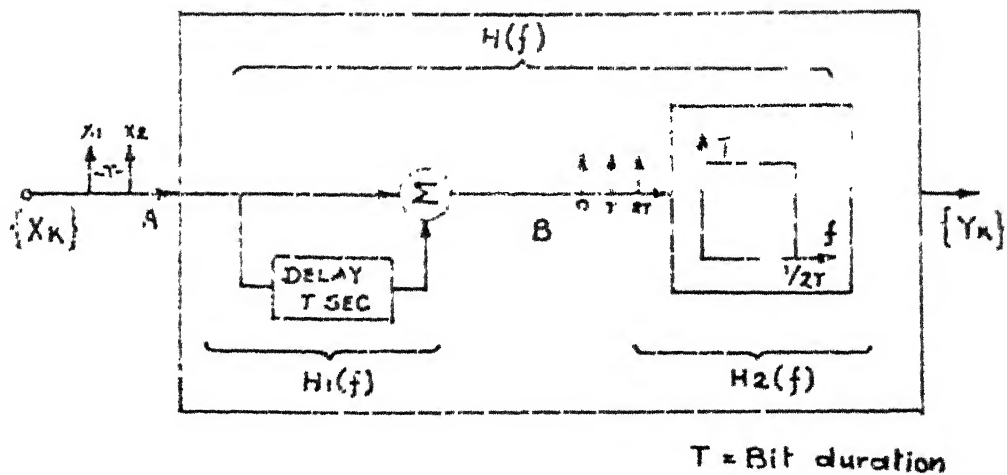 H(f)
X1 X2
-T-
T
Σ
{XK} A B 0 T 2T {YK}
f
1/2T
DELAY
T SEC
H1(f) H2(f)
T = Bit duration